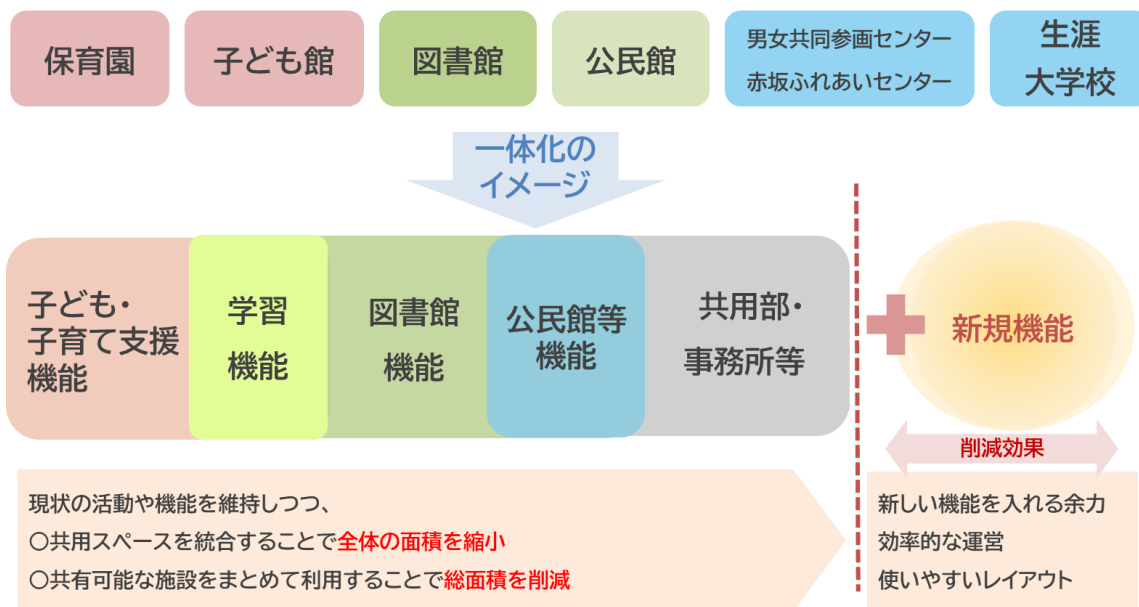 保育園
子ども館
図書館
公民館
男女共同参画センター
赤坂ふれあいセンター
生涯
大学校
一体化の
イメージ
子ども・
子育て支援
機能
学習
機能
図書館
機能
公民館等
機能
共用部・
事務所等
新規機能
削減効果
現状の活動や機能を維持しつつ、
〇共用スペースを統合することで全体の面積を縮小
〇共有可能な施設をまとめて利用することで総面積を削減
新しい機能を入れる余力
効率的な運営
使いやすいレイアウト